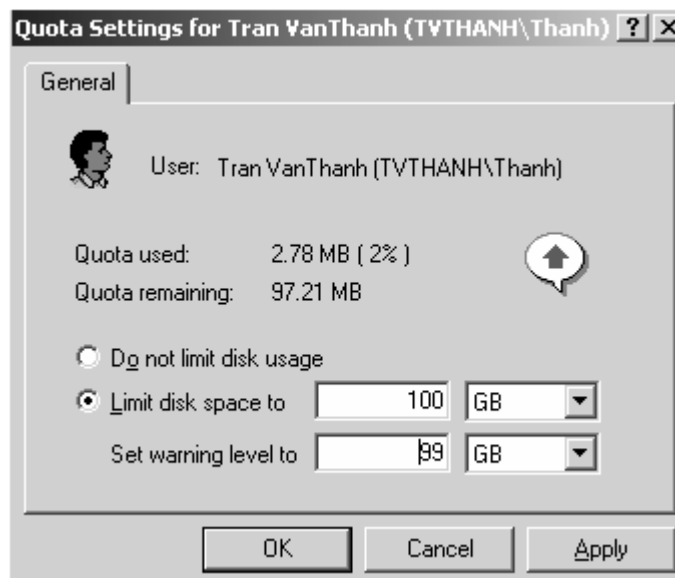 Quota Settings for Tran VanThanh (TVTHANH\Thanh)
General
User: Tran VanThanh (TVTHANH\Thanh)
Quota used: 2.78 MB ( 2% )
Quota remaining: 97.21 MB
Do not limit disk usage
Limit disk space to 100 GB
Set warning level to 99 GB
OK Cancel Apply